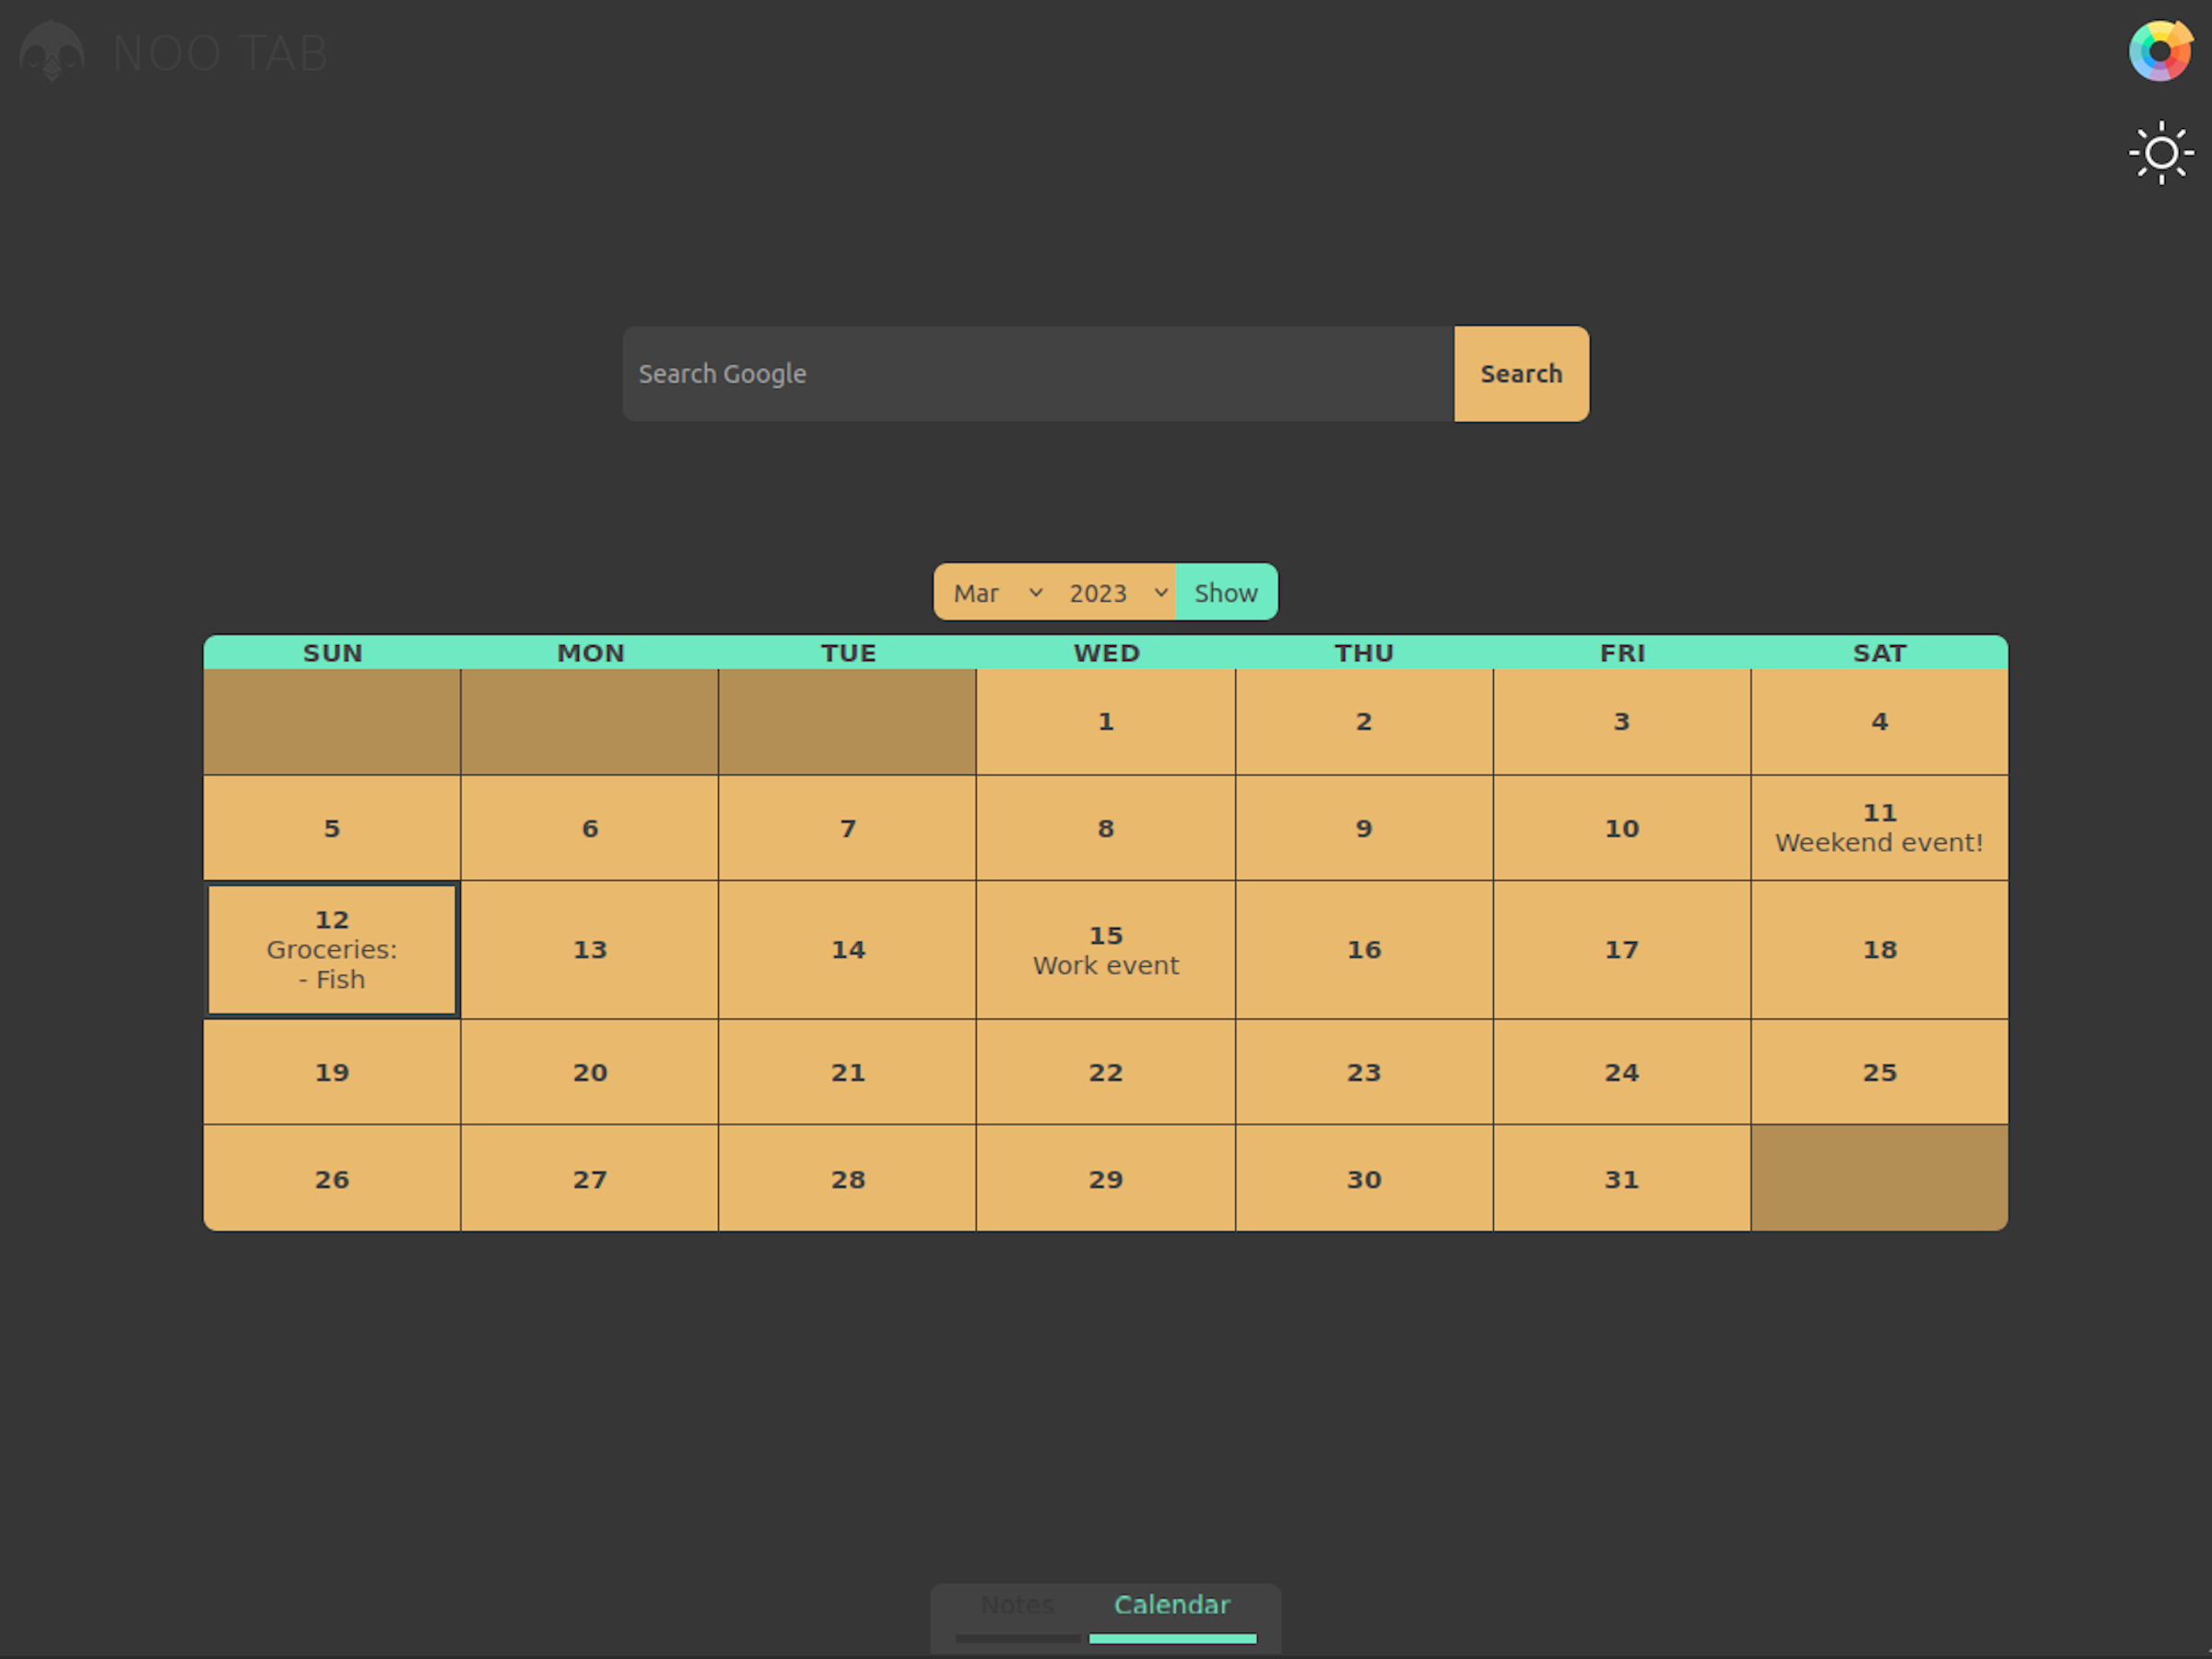 NOO TAB
Search Google Search
Mar 2023 Show
SUN MON TUE WED THU FRI SAT
1 2 3 4
5 6 7 8 9 10 11
Weekend event!
12 13 14 15 16 17 18
Groceries: Work event
- Fish
19 20 21 22 23 24 25
26 27 28 29 30 31
Notes Calendar